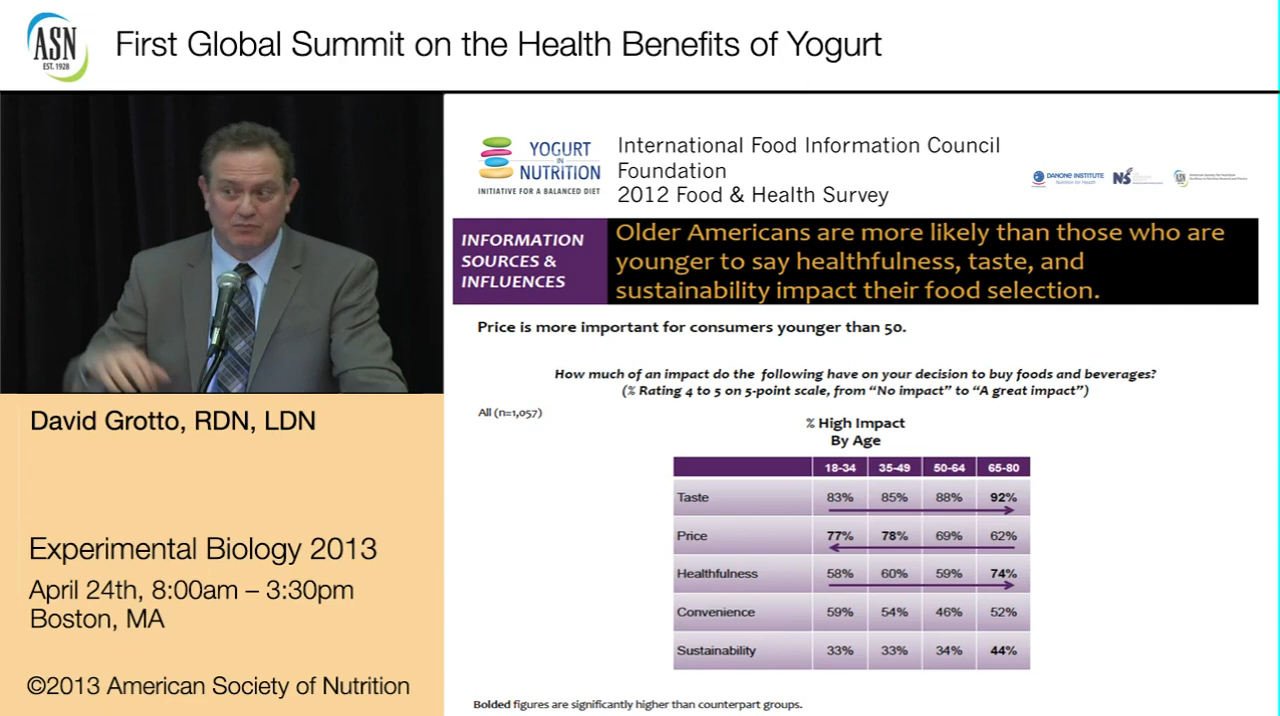 ASN
EST. 1928
First Global Summit on the Health Benefits of Yogurt
YOGURT
IN
NUTRITION
INITIATIVE FOR A BALANCED DIET
International Food Information Council
Foundation
2012 Food & Health Survey
DANONE INSTITUTE
NS
INFORMATION
SOURCES &
INFLUENCES
Older Americans are more likely than those who are
younger to say healthfulness, taste, and
sustainability impact their food selection.
Price is more important for consumers younger than 50.
How much of an impact do the following have on your decision to buy foods and beverages?
(% Rating 4 to 5 on 5-point scale, from “No impact” to “A great impact”)
All (n=1,057)
% High Impact
By Age
18-34 35-49 50-64 65-80
Taste 83% 85% 88% 92%
Price 77% 78% 69% 62%
Healthfulness 58% 60% 59% 74%
Convenience 59% 54% 46% 52%
Sustainability 33% 33% 34% 44%
Bolded figures are significantly higher than counterpart groups.
David Grotto, RDN, LDN
Experimental Biology 2013
April 24th, 8:00am – 3:30pm
Boston, MA
©2013 American Society of Nutrition